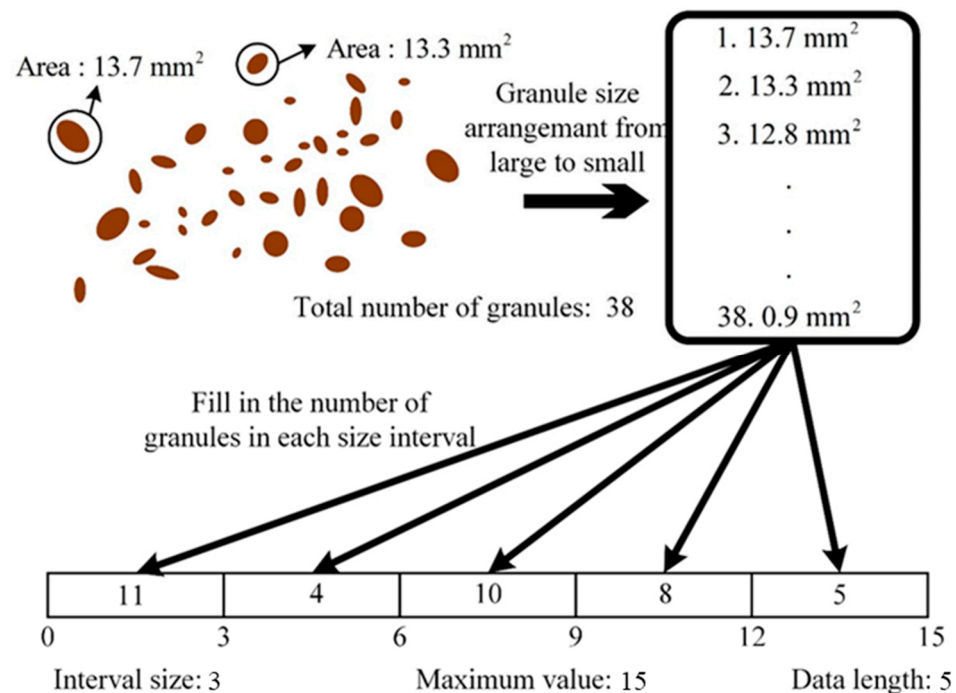 Area : 13.7 mm²
Area : 13.3 mm²
Granule size
arrangemant from
large to small
1. 13.7 mm²
2. 13.3 mm²
3. 12.8 mm²
.
.
.
38. 0.9 mm²
Total number of granules: 38
Fill in the number of
granules in each size interval
11 4 10 8 5
0 3 6 9 12 15
Interval size: 3 Maximum value: 15 Data length: 5